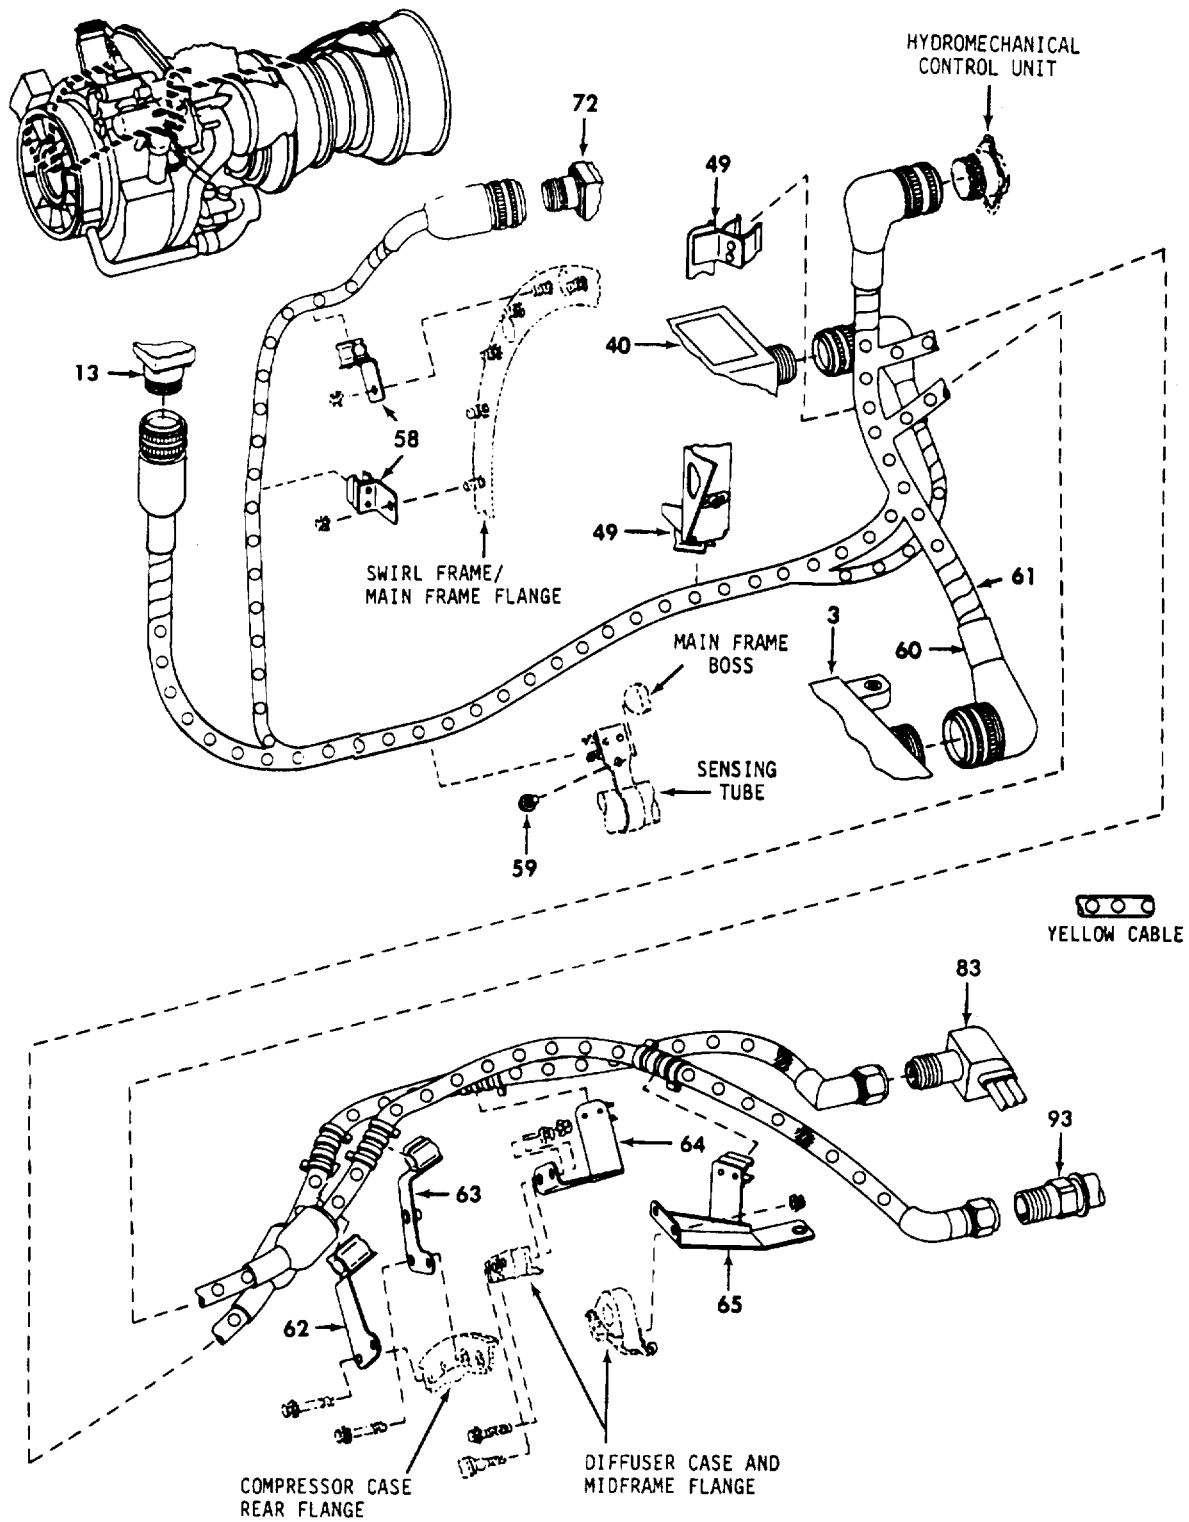 HYDROMECHANICAL
CONTROL UNIT
72
49
40
13
58
49
SWIRL FRAME/
MAIN FRAME FLANGE
61
3
60
MAIN FRAME
BOSS
SENSING
TUBE
59
YELLOW CABLE
83
93
64
63
65
62
DIFFUSER CASE AND
MIDFRAME FLANGE
COMPRESSOR CASE
REAR FLANGE